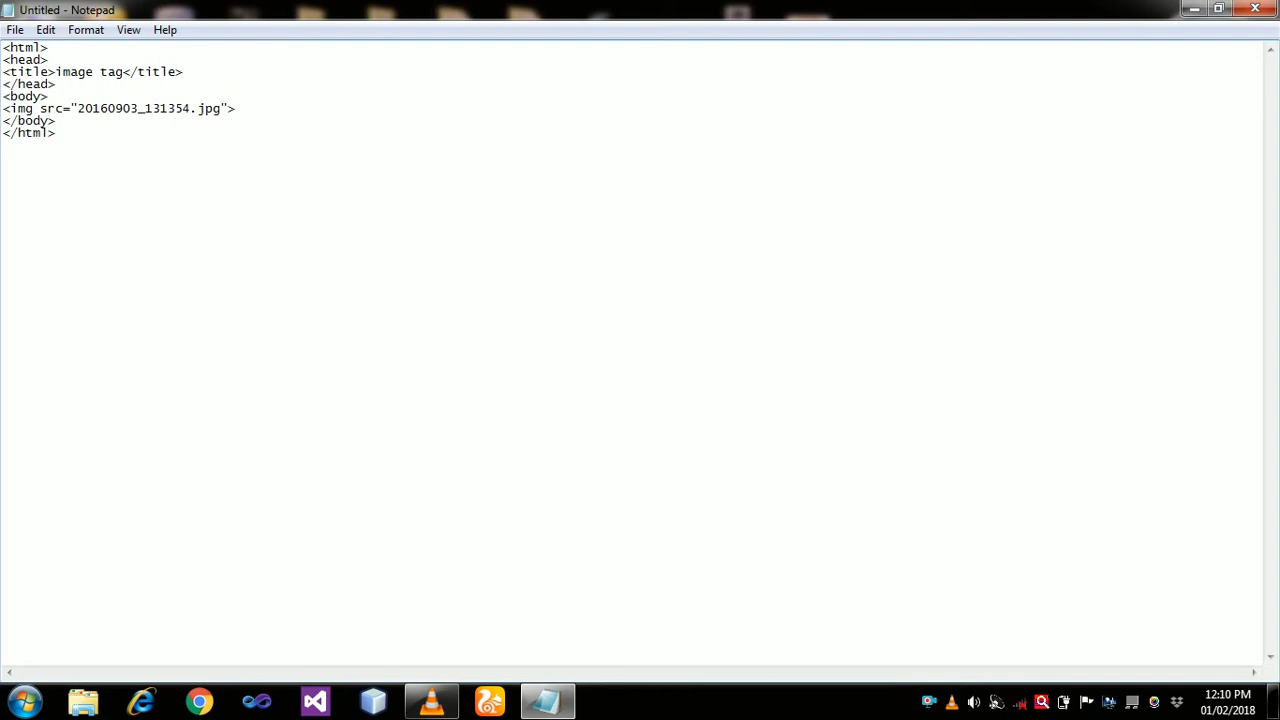 Untitled - Notepad
File Edit Format View Help
<html>
<head>
<title>image tag</title>
</head>
<body>
<img src="20160903_131354.jpg">
</body>
</html>
12:10 PM
01/02/2018